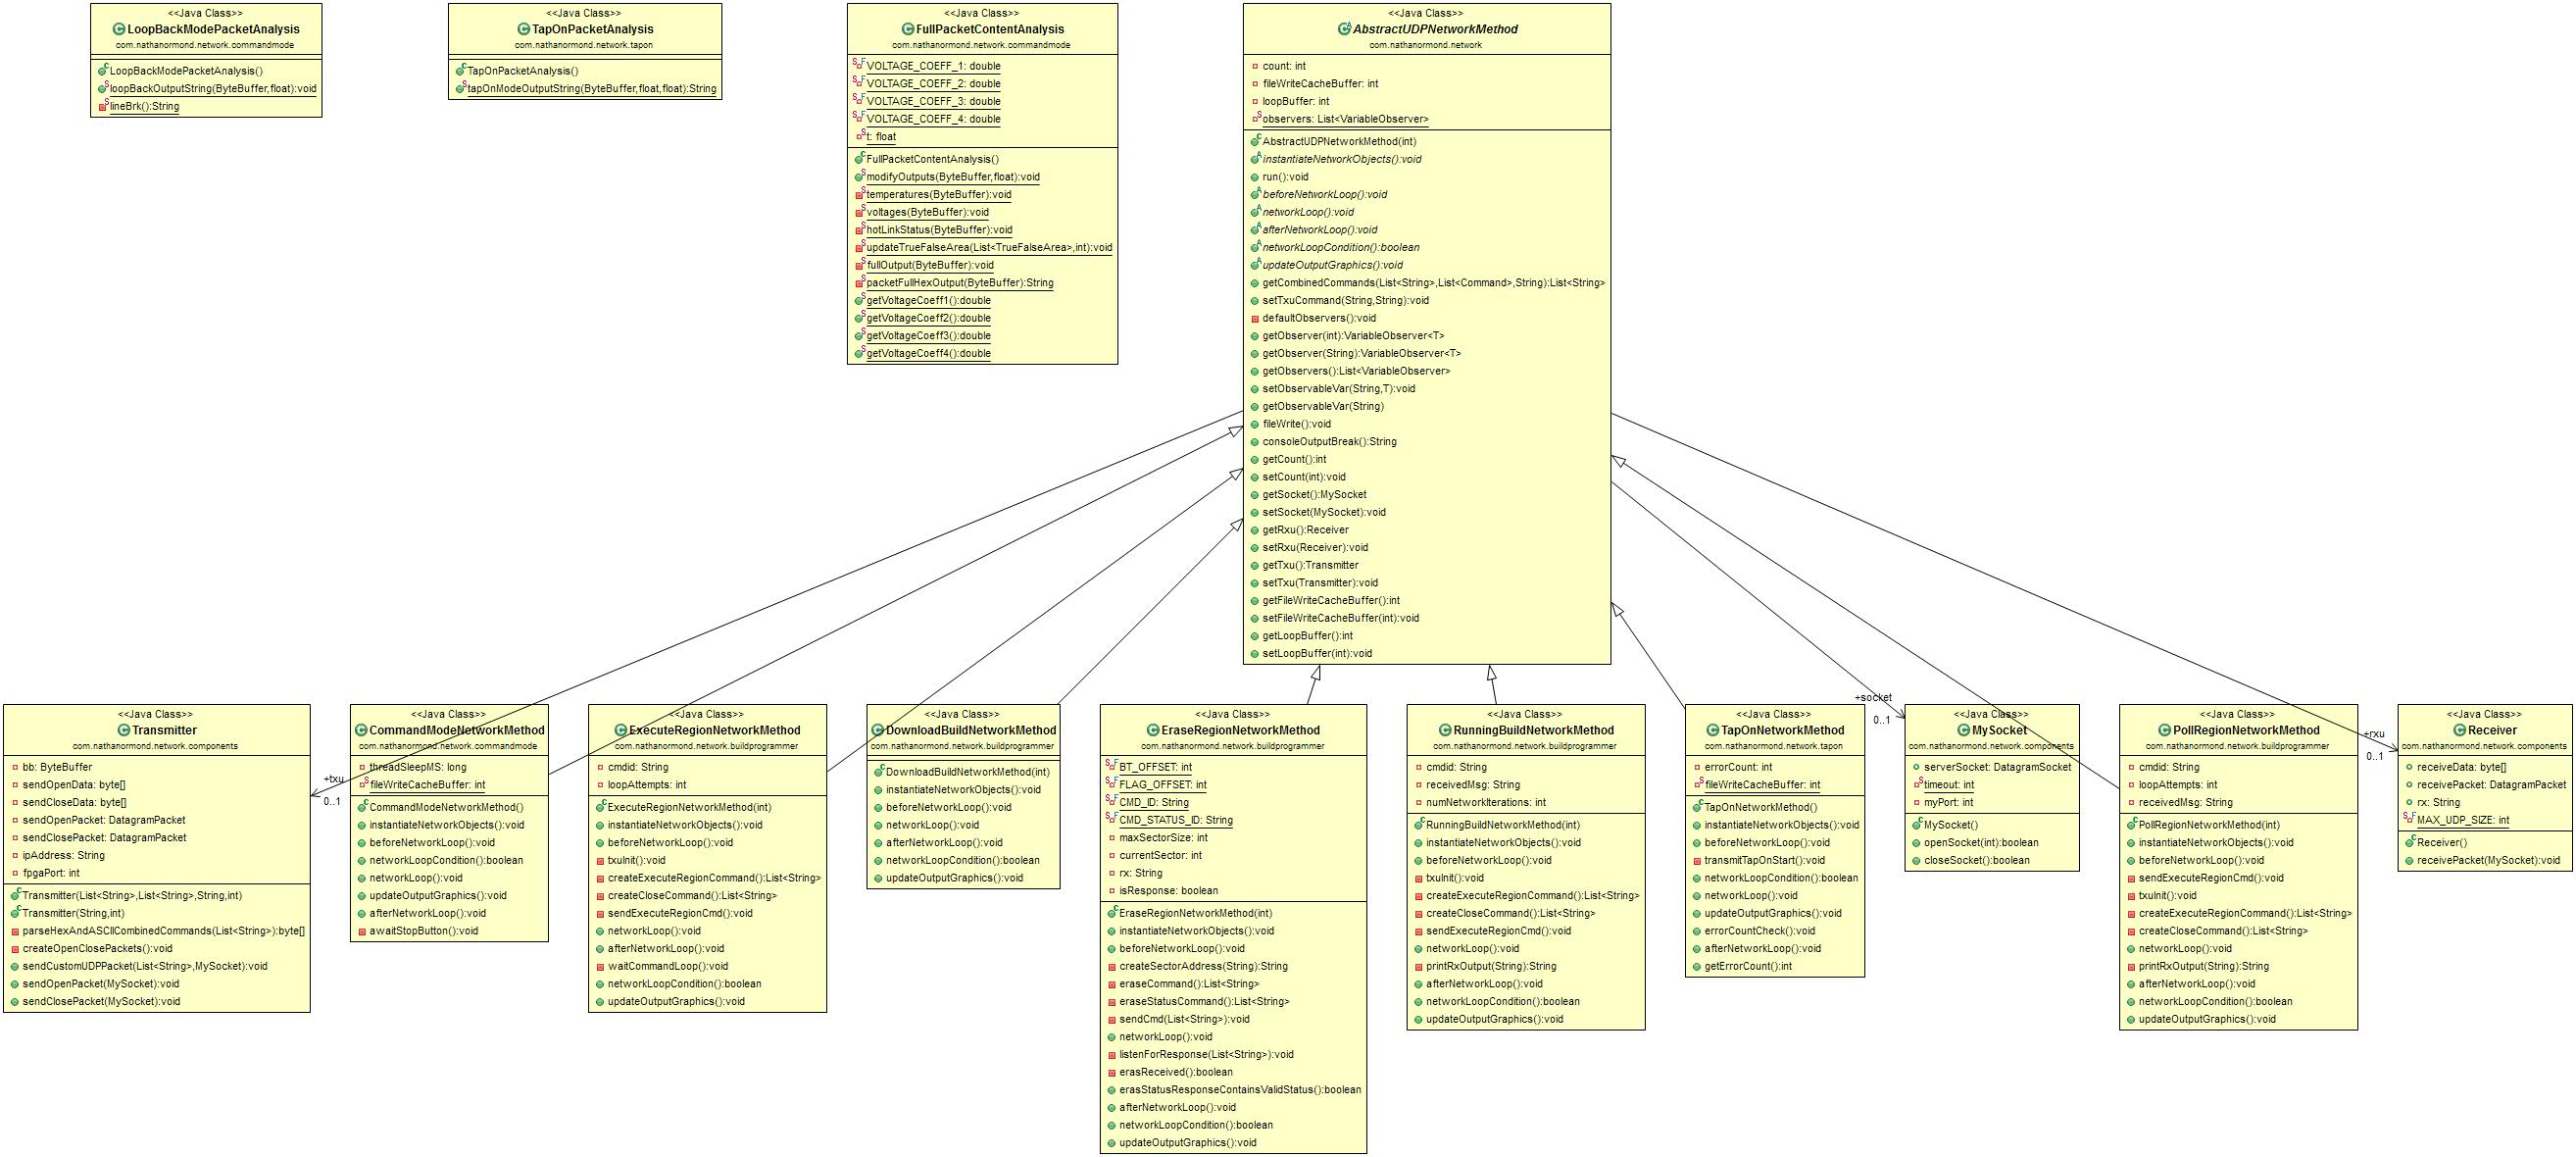 <<Java Class>>
LoopBackModePacketAnalysis
com.nathanormond.network.commandmode
LoopBackModePacketAnalysis()
loopBackOutputString(ByteBuffer,float):void
lineBrk():String
<<Java Class>>
TapOnPacketAnalysis
com.nathanormond.network.tapon
TapOnPacketAnalysis()
tapOnModeOutputString(ByteBuffer,float,float):String
<<Java Class>>
FullPacketContentAnalysis
com.nathanormond.network.commandmode
VOLTAGE_COEFF_1: double
VOLTAGE_COEFF_2: double
VOLTAGE_COEFF_3: double
VOLTAGE_COEFF_4: double
t: float
FullPacketContentAnalysis()
modifyOutputs(ByteBuffer,float):void
temperatures(ByteBuffer):void
voltages(ByteBuffer):void
hotLinkStatus(ByteBuffer):void
updateTrueFalseArea(List<TrueFalseArea>,int):void
fullOutput(ByteBuffer):void
packetFullHexOutput(ByteBuffer):String
getVoltageCoeff1():double
getVoltageCoeff2():double
getVoltageCoeff3():double
getVoltageCoeff4():double
<<Java Class>>
AbstractUDPNetworkMethod
com.nathanormond.network
count: int
fileWriteCacheBuffer: int
loopBuffer: int
observers: List<VariableObserver>
AbstractUDPNetworkMethod(int)
instantiateNetworkObjects():void
run():void
beforeNetworkLoop():void
networkLoop():void
afterNetworkLoop():void
networkLoopCondition():boolean
updateOutputGraphics():void
getCombinedCommands(List<String>,List<Command>,String):List<String>
setTxuCommand(String,String):void
defaultObservers():void
getObserver(int):VariableObserver<T>
getObserver(String):VariableObserver<T>
getObservers():List<VariableObserver>
setObservableVar(String,T):void
getObservableVar(String)
fileWrite():void
consoleOutputBreak():String
getCount():int
setCount(int):void
getSocket():MySocket
setSocket(MySocket):void
getRxu():Receiver
setRxu(Receiver):void
getTxu():Transmitter
setTxu(Transmitter):void
getFileWriteCacheBuffer():int
setFileWriteCacheBuffer(int):void
getLoopBuffer():int
setLoopBuffer(int):void
<<Java Class>>
Transmitter
com.nathanormond.network.components
bb: ByteBuffer
sendOpenData: byte[]
sendCloseData: byte[]
sendOpenPacket: DatagramPacket
sendClosePacket: DatagramPacket
ipAddress: String
fpgaPort: int
Transmitter(List<String>,List<String>,String,int)
Transmitter(String,int)
parseHexAndASCIICombinedCommands(List<String>):byte[]
createOpenClosePackets():void
sendCustomUDPPacket(List<String>,MySocket):void
sendOpenPacket(MySocket):void
sendClosePacket(MySocket):void
+txu
0..1
<<Java Class>>
CommandModeNetworkMethod
com.nathanormond.network.commandmode
threadSleepMS: long
fileWriteCacheBuffer: int
CommandModeNetworkMethod()
instantiateNetworkObjects():void
beforeNetworkLoop():void
networkLoopCondition():boolean
networkLoop():void
updateOutputGraphics():void
afterNetworkLoop():void
awaitStopButton():void
<<Java Class>>
ExecuteRegionNetworkMethod
com.nathanormond.network.buildprogrammer
cmdid: String
loopAttempts: int
ExecuteRegionNetworkMethod(int)
instantiateNetworkObjects():void
beforeNetworkLoop():void
txuInit():void
createExecuteRegionCommand():List<String>
createCloseCommand():List<String>
sendExecuteRegionCmd():void
networkLoop():void
afterNetworkLoop():void
waitCommandLoop():void
networkLoopCondition():boolean
updateOutputGraphics():void
<<Java Class>>
DownloadBuildNetworkMethod
com.nathanormond.network.buildprogrammer
DownloadBuildNetworkMethod(int)
instantiateNetworkObjects():void
beforeNetworkLoop():void
networkLoop():void
afterNetworkLoop():void
networkLoopCondition():boolean
updateOutputGraphics():void
<<Java Class>>
EraseRegionNetworkMethod
com.nathanormond.network.buildprogrammer
BT_OFFSET: int
FLAG_OFFSET: int
CMD_ID: String
CMD_STATUS_ID: String
maxSectorSize: int
currentSector: int
rx: String
isResponse: boolean
EraseRegionNetworkMethod(int)
instantiateNetworkObjects():void
beforeNetworkLoop():void
createSectorAddress(String):String
eraseCommand():List<String>
eraseStatusCommand():List<String>
sendCmd(List<String>):void
networkLoop():void
listenForResponse(List<String>):void
erasReceived():boolean
erasStatusResponseContainsValidStatus():boolean
afterNetworkLoop():void
networkLoopCondition():boolean
updateOutputGraphics():void
<<Java Class>>
RunningBuildNetworkMethod
com.nathanormond.network.buildprogrammer
cmdid: String
receivedMsg: String
numNetworkIterations: int
RunningBuildNetworkMethod(int)
instantiateNetworkObjects():void
beforeNetworkLoop():void
txuInit():void
createExecuteRegionCommand():List<String>
createCloseCommand():List<String>
sendExecuteRegionCmd():void
networkLoop():void
printRxOutput(String):String
afterNetworkLoop():void
networkLoopCondition():boolean
updateOutputGraphics():void
<<Java Class>>
TapOnNetworkMethod
com.nathanormond.network.tapon
errorCount: int
fileWriteCacheBuffer: int
TapOnNetworkMethod()
instantiateNetworkObjects():void
beforeNetworkLoop():void
transmitTapOnStart():void
networkLoopCondition():boolean
networkLoop():void
updateOutputGraphics():void
errorCountCheck():void
afterNetworkLoop():void
getErrorCount():int
+socket
0..1
<<Java Class>>
MySocket
com.nathanormond.network.components
serverSocket: DatagramSocket
timeout: int
myPort: int
MySocket()
openSocket(int):boolean
closeSocket():boolean
<<Java Class>>
PollRegionNetworkMethod
com.nathanormond.network.buildprogrammer
cmdid: String
loopAttempts: int
receivedMsg: String
PollRegionNetworkMethod(int)
instantiateNetworkObjects():void
beforeNetworkLoop():void
sendExecuteRegionCmd():void
txuInit():void
createExecuteRegionCommand():List<String>
createCloseCommand():List<String>
networkLoop():void
printRxOutput(String):String
afterNetworkLoop():void
networkLoopCondition():boolean
updateOutputGraphics():void
+rxu
0..1
<<Java Class>>
Receiver
com.nathanormond.network.components
receiveData: byte[]
receivePacket: DatagramPacket
rx: String
MAX_UDP_SIZE: int
Receiver()
receivePacket(MySocket):void